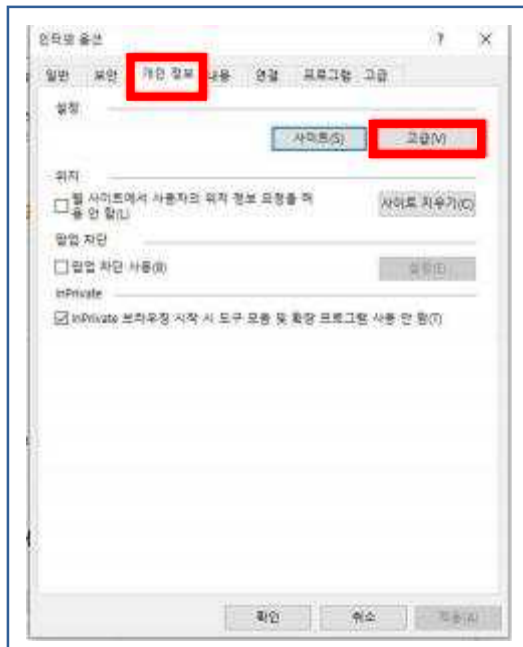 인터넷 옵션
일반 보안 개인 정보 내용 연결 프로그램 고급
설정
사이트(S) 고급(V)
위치
웹 사이트에서 사용자의 위치 정보 요청을 허
용 안 함(L)
사이트 지우기(C)
팝업 차단
팝업 차단 사용(B) 설정(E)
InPrivate
InPrivate 브라우징 시작 시 도구 모음 및 확장 프로그램 사용 안 함(T)
확인 취소 적용(A)